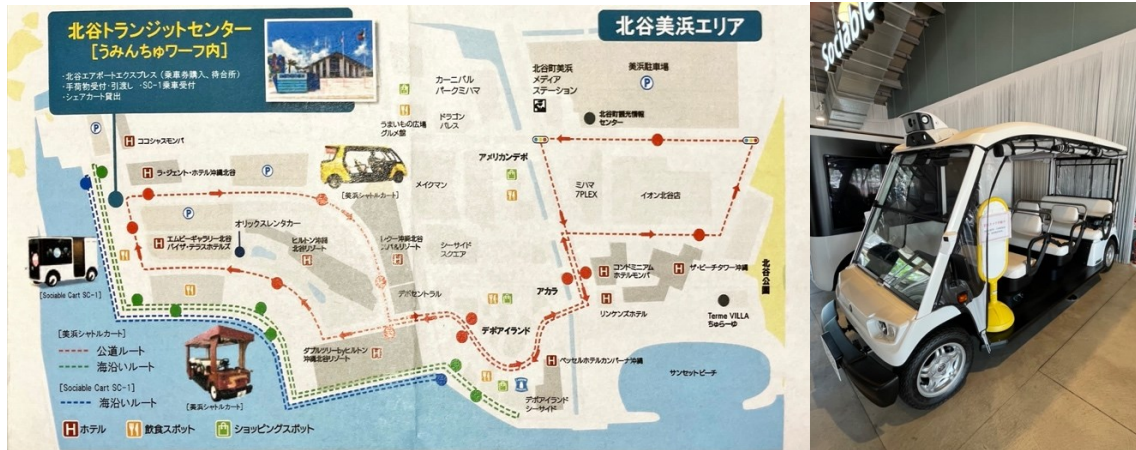 北谷トランジットセンター
[うみんちゅワーフ内]
・北谷エアポートエクスプレス（乗車券購入、待合所）
・手荷物受付・引渡し ・SC-1乗車受付
・シェアカート貸出
北谷美浜エリア
カーニバル
パークミハマ
北谷町美浜
メディア
ステーション
美浜駐車場
P
P
H
ココシャスモンパ
うまいもの広場
グルメ館
ドラゴン
パレス
北谷町観光情報
センター
H
ラ・ジェント・ホテル沖縄北谷
P
アメリカンデポ
[美浜シャトルカート]
メイクマン
ミハマ
7PLEX
イオン北谷店
P
オリックスレンタカー
H
エムピーギャラリー北谷
バイザ・テラスホテルズ
ヒルトン沖縄
北谷リゾート
H
H
シーサイド
スクエア
H
コンドミニアム
ホテルモンパ
H
ザ・ビーチタワー沖縄
北谷公園
[Sociable Cart SC-1]
デポセントラル
アカラ
H
リンケンズホテル
Terme VILLA
ちゅらーゆ
デポアイランド
[美浜シャトルカート]
公道ルート
海沿いルート
[Sociable Cart SC-1]
海沿いルート
[美浜シャトルカート]
ダブルツリーbyヒルトン
沖縄北谷リゾート
H
ベッセルホテルカンパーナ沖縄
サンセットビーチ
デポアイランド
シーサイド
H
ホテル
飲食スポット
ショッピングスポット
Sociable